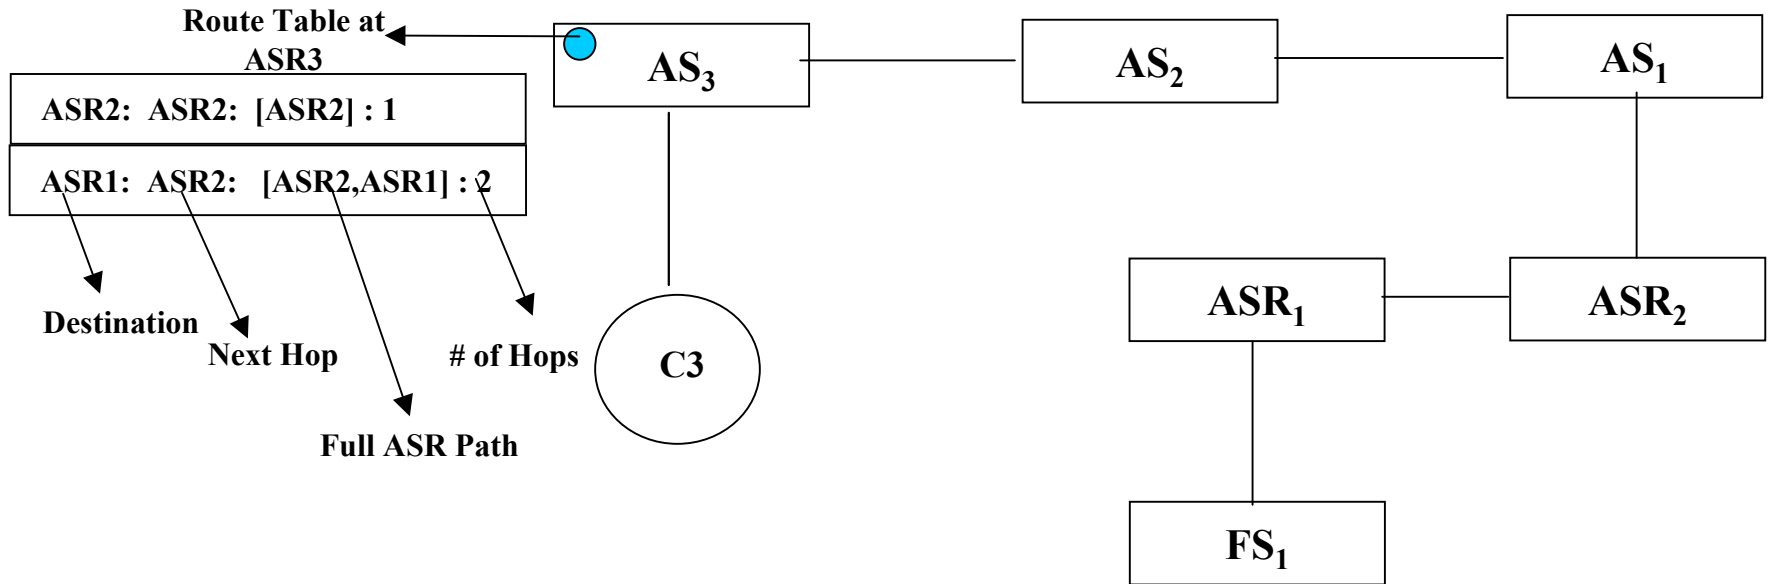 Route Table at
ASR3
ASR2: ASR2: [ASR2] : 1
ASR1: ASR2: [ASR2,ASR1] : 2
Destination
Next Hop
# of Hops
Full ASR Path
AS3
AS2
AS1
C3
ASR1
ASR2
FS1